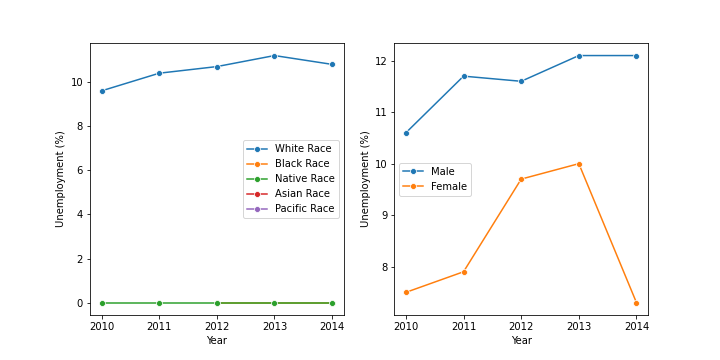 10
8
6
4
2
0
Unemployment (%)
2010 2011 2012 2013 2014
Year
White Race
Black Race
Native Race
Asian Race
Pacific Race
12
11
10
9
8
Unemployment (%)
2010 2011 2012 2013 2014
Year
Male
Female